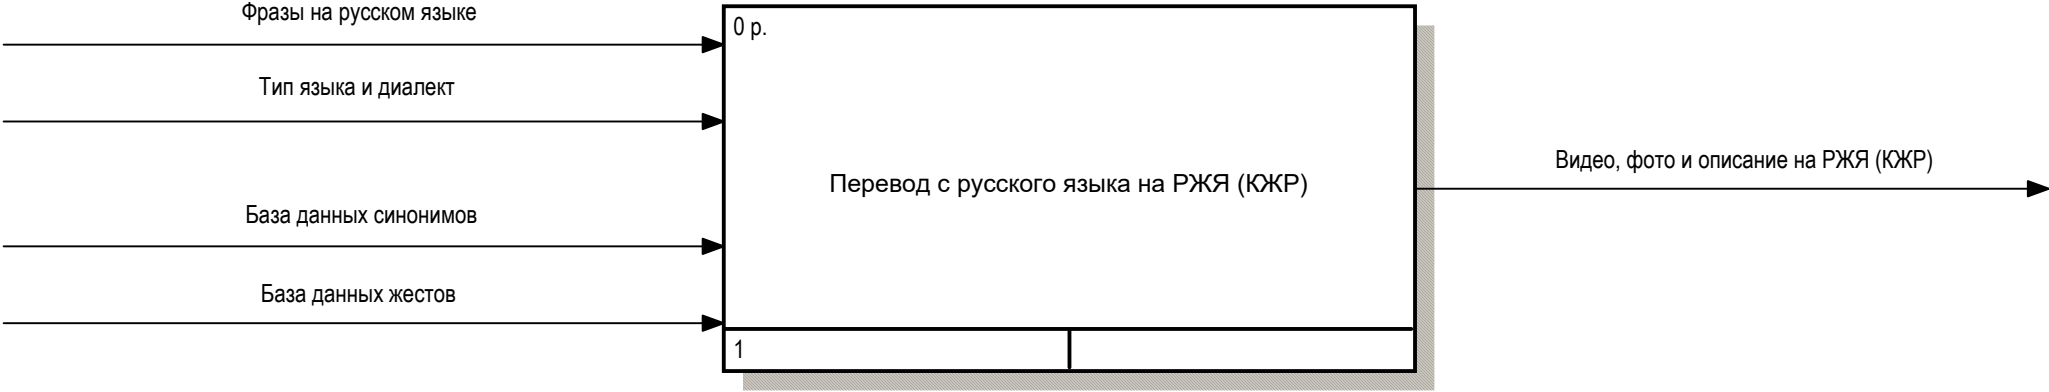 Фразы на русском языке
0 р.
Тип языка и диалект
Видео, фото и описание на РЖЯ (КЖР)
Перевод с русского языка на РЖЯ (КЖР)
База данных синонимов
База данных жестов
1